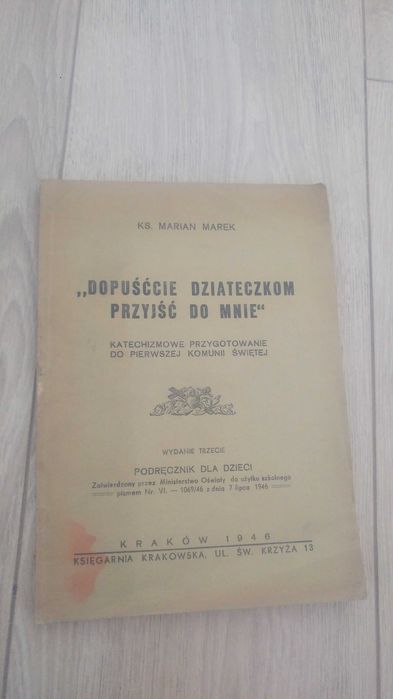 KS. MARIAN MAREK
„DOPUŚĆCIE DZIATECZKOM
PRZYJŚĆ DO MNIE“
KATECHIZMOWE PRZYGOTOWANIE
DO PIERWSZEJ KOMUNII ŚWIĘTEJ
WYDANIE TRZECIE
PODRĘCZNIK DLA DZIECI
Zatwierdzony przez Ministerstwo Oświaty do użytku szkolnego
pismem Nr. VI. — 1069/46 z dnia 7 lipca 1946
KRAKÓW 1946
KSIĘGARNIA KRAKOWSKA, UL. ŚW. KRZYŻA 13